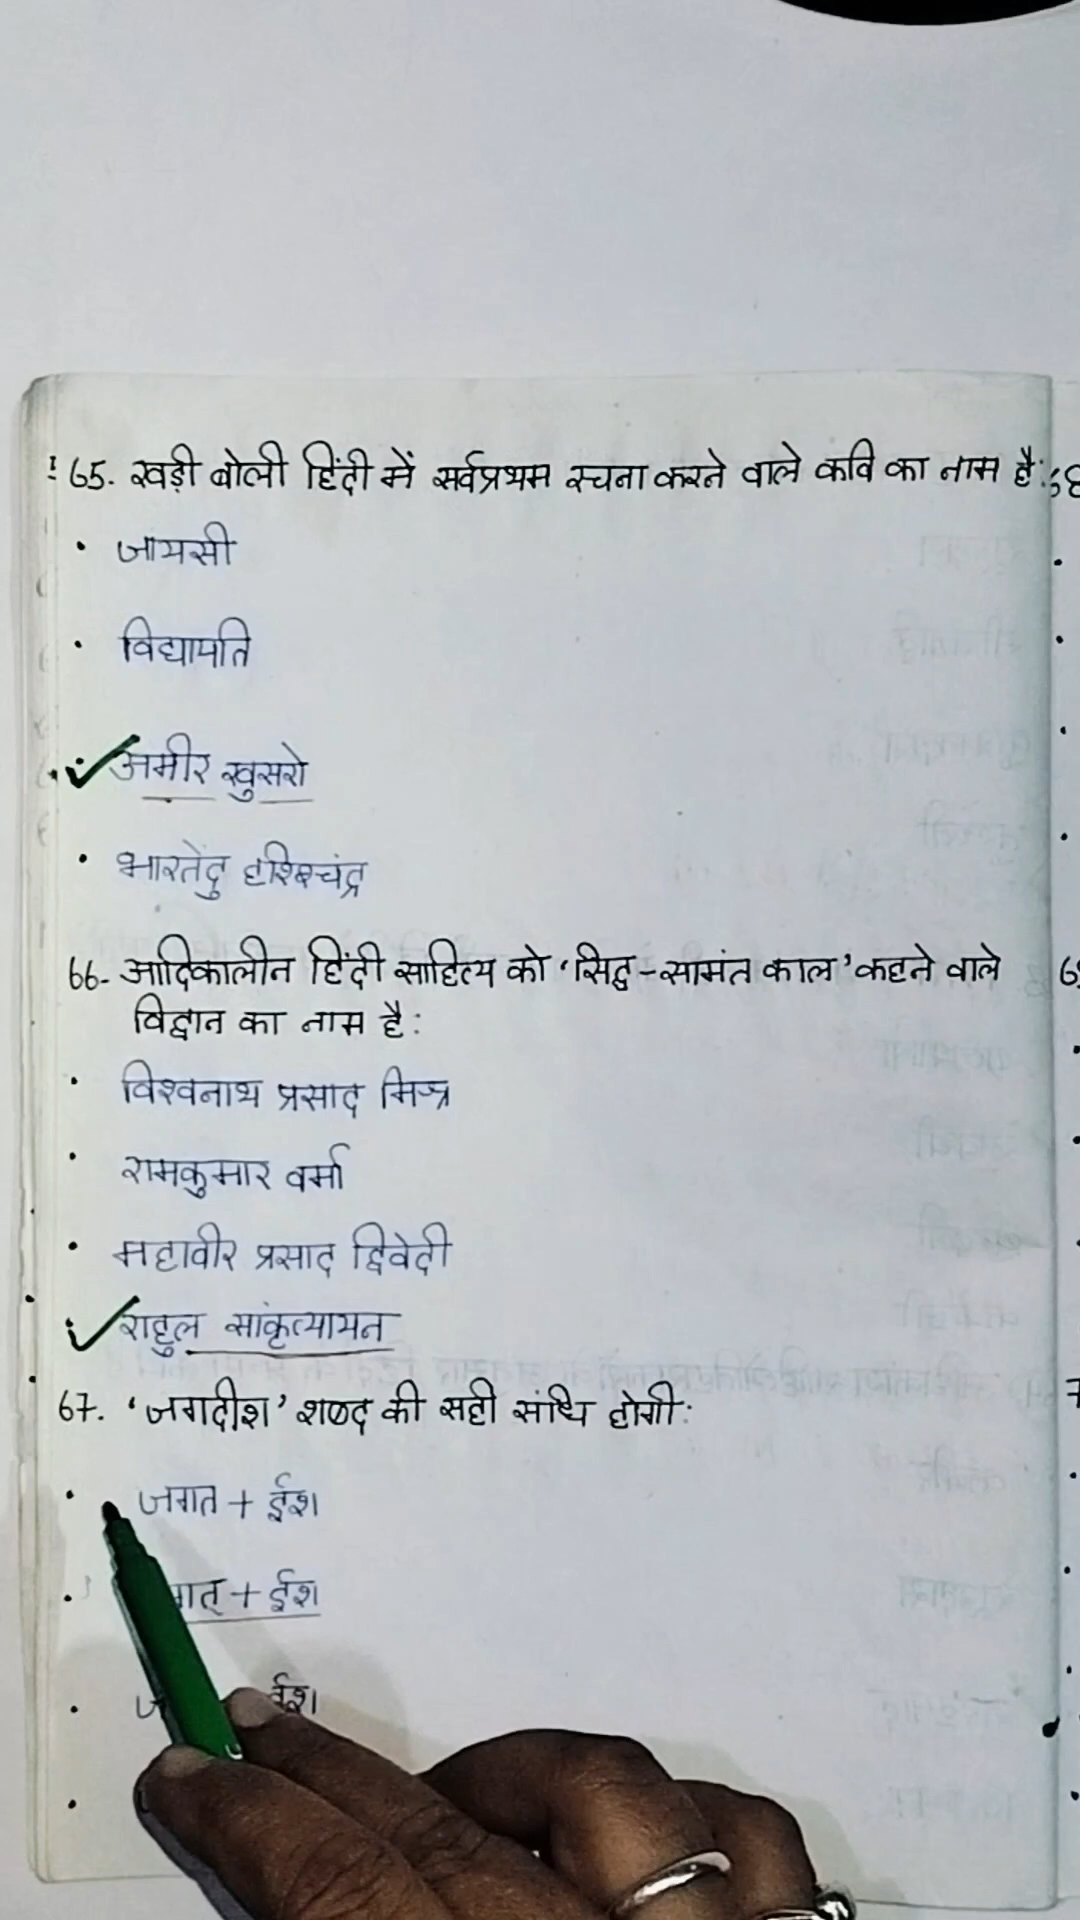 65. खड़ी बोली हिंदी में सर्वप्रथम रचना करने वाले कवि का नाम है:
• जायसी
• विद्यापति
• अमीर खुसरो
• भारतेंदु हरिश्चंद्र
66- आदिकालीन हिंदी साहित्य को 'सिद्ध-सामंत काल' कहने वाले
विद्वान का नाम है:
• विश्वनाथ प्रसाद मिश्र
• रामकुमार वर्मा
• महावीर प्रसाद द्विवेदी
• राहुल सांकृत्यायन
67. 'जगदीश' शब्द की सही संधि होगी:
• जगत + ईश
• गत् + ईश
• ईश